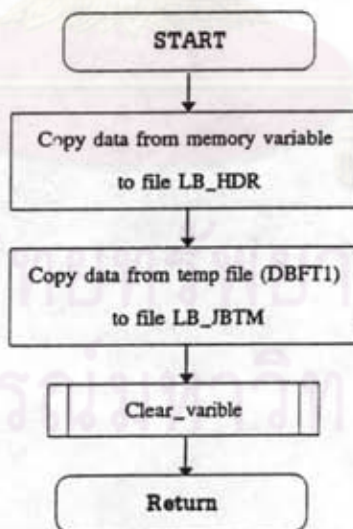 START
Copy data from memory variable
to file LB_HDR
Copy data from temp file (DBFT1)
to file LB_JBTM
Clear_varible
Return